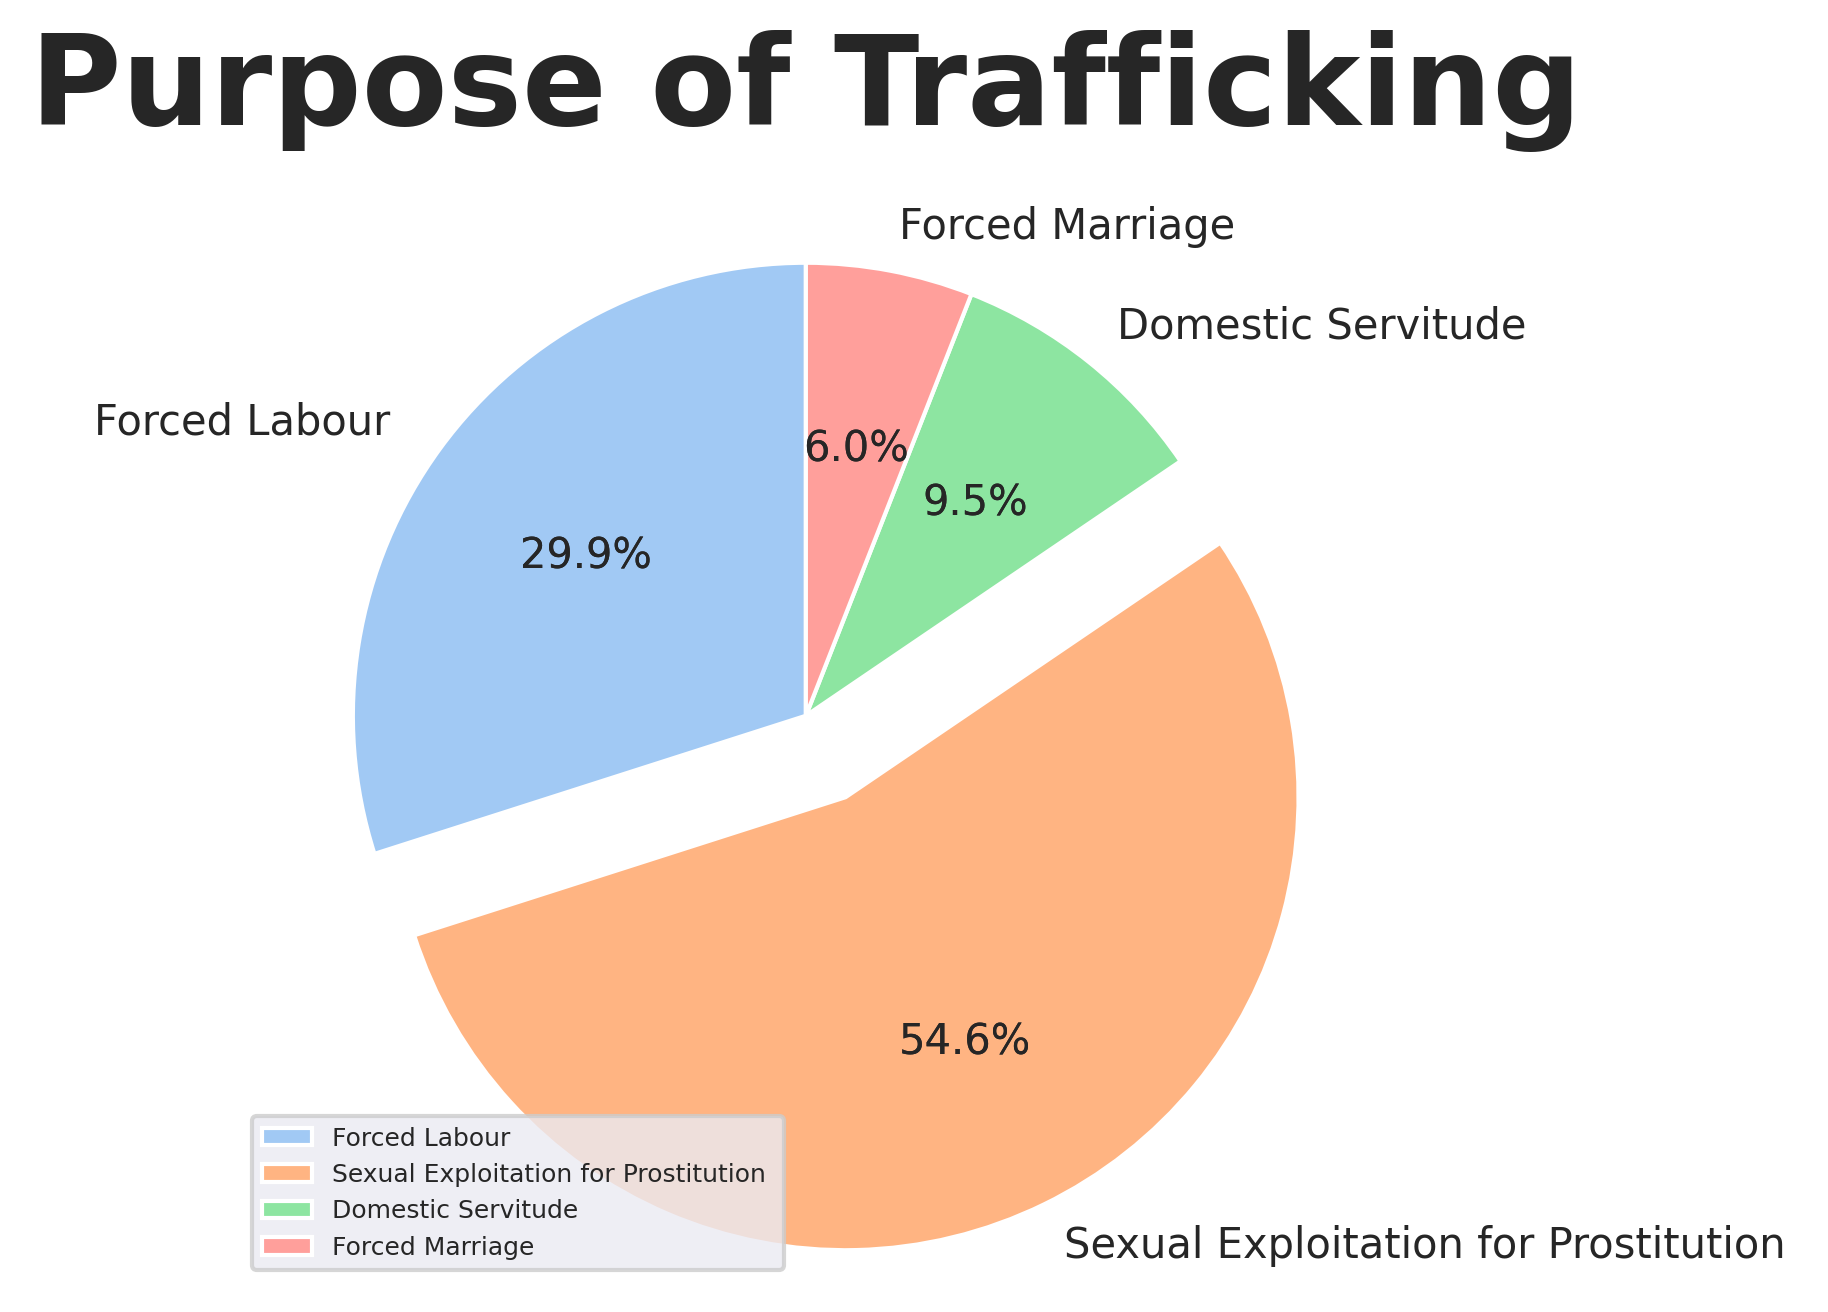 Purpose of Trafficking
Forced Marriage
Domestic Servitude
Forced Labour
6.0%
9.5%
29.9%
54.6%
Forced Labour
Sexual Exploitation for Prostitution
Domestic Servitude
Forced Marriage
Sexual Exploitation for Prostitution